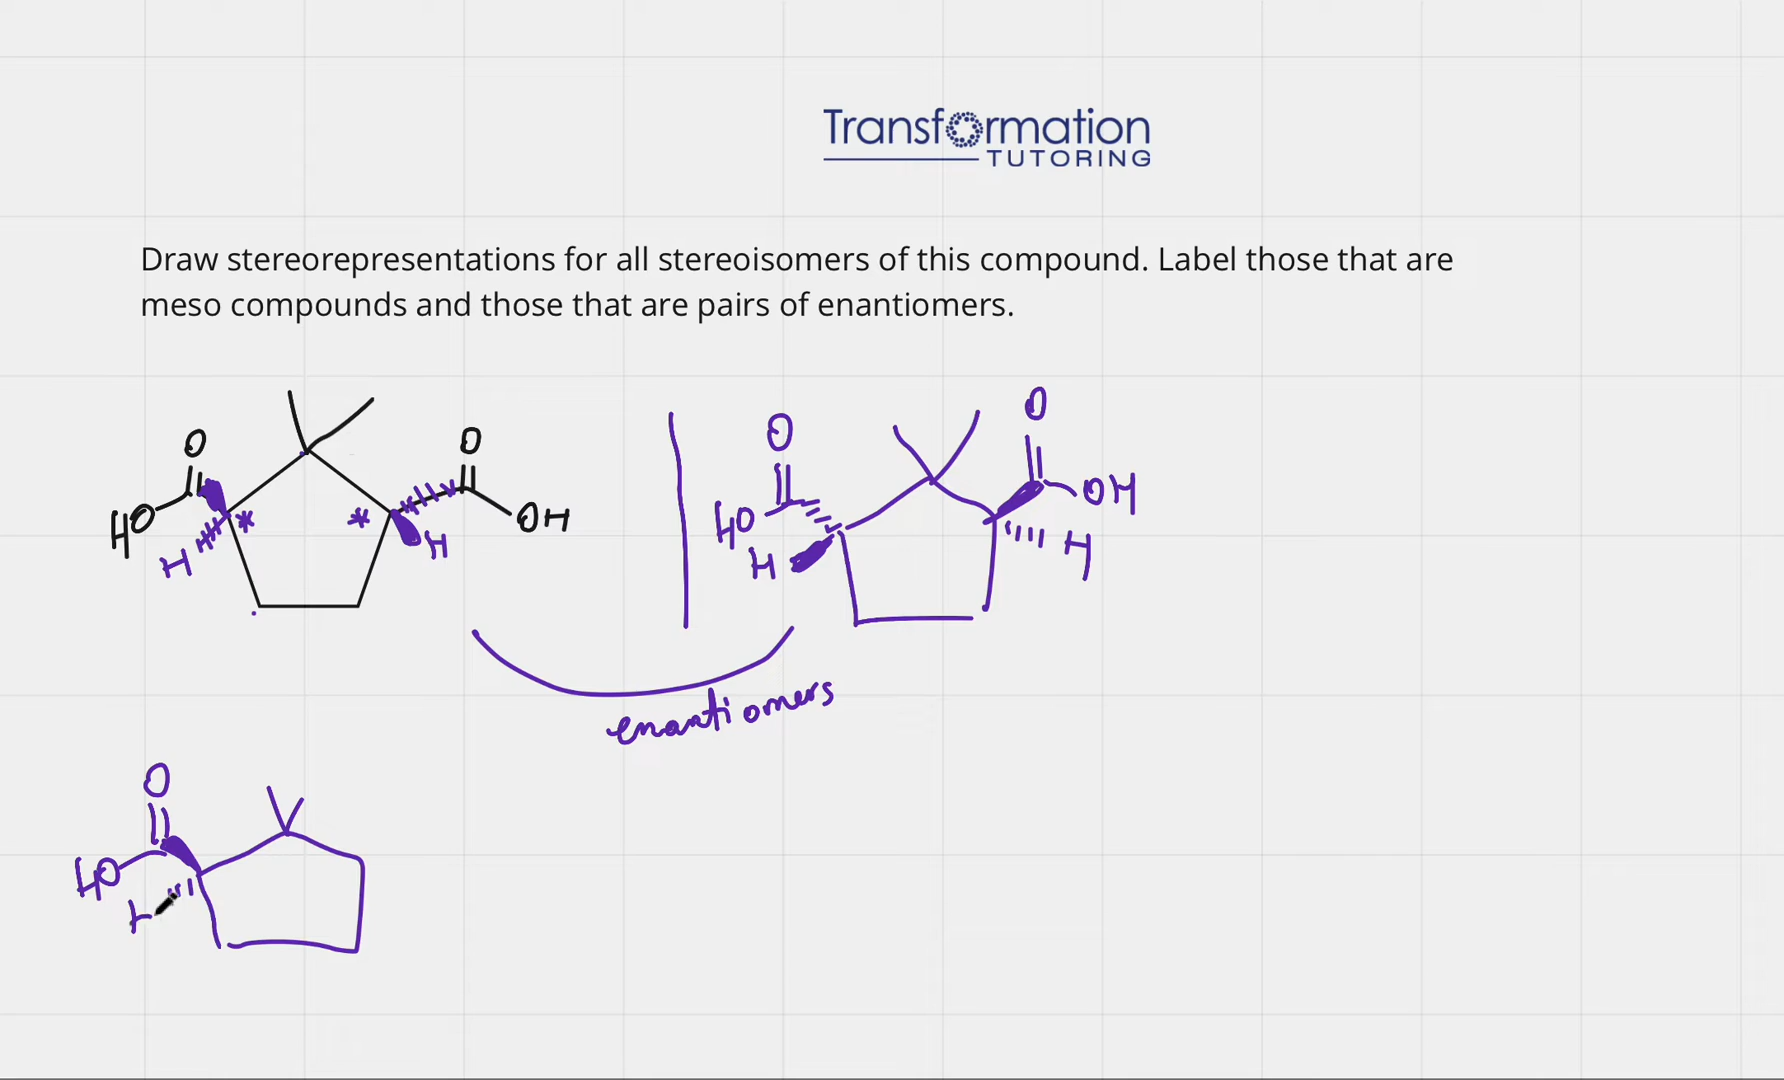 Transformation
TUTORING
Draw stereorepresentations for all stereoisomers of this compound. Label those that are
meso compounds and those that are pairs of enantiomers.
O
O
HO
*
*
OH
H
H
O
O
HO
OH
H
H
enantiomers
O
HO